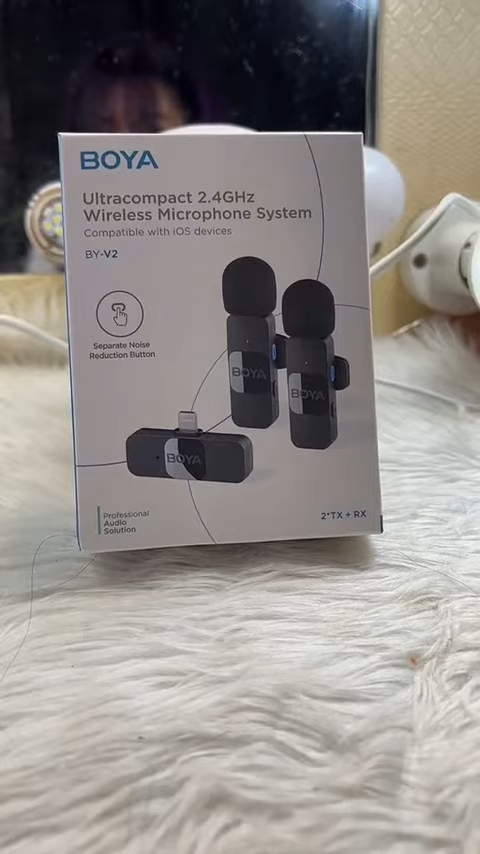 BOYA
Ultracompact 2.4GHz
Wireless Microphone System
Compatible with iOS devices
BY-V2
Separate Noise
Reduction Button
BOYA
BOYA
BOYA
Professional
Audio
Solution
2*TX + RX